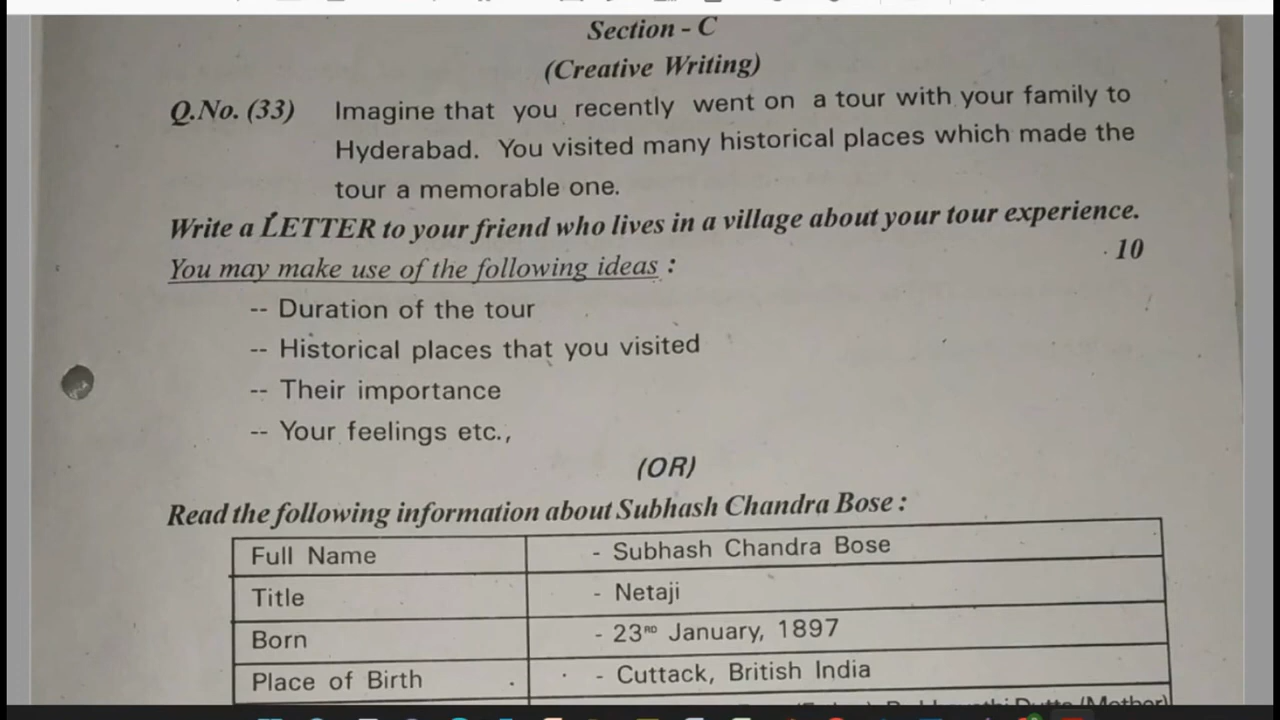 Section - C
(Creative Writing)
Q.No. (33) Imagine that you recently went on a tour with your family to
Hyderabad. You visited many historical places which made the
tour a memorable one.
Write a LETTER to your friend who lives in a village about your tour experience.
10
You may make use of the following ideas :
-- Duration of the tour
-- Historical places that you visited
-- Their importance
-- Your feelings etc.,
(OR)
Read the following information about Subhash Chandra Bose :
Full Name - Subhash Chandra Bose
Title - Netaji
Born - 23RD January, 1897
Place of Birth - Cuttack, British India
(Mother)